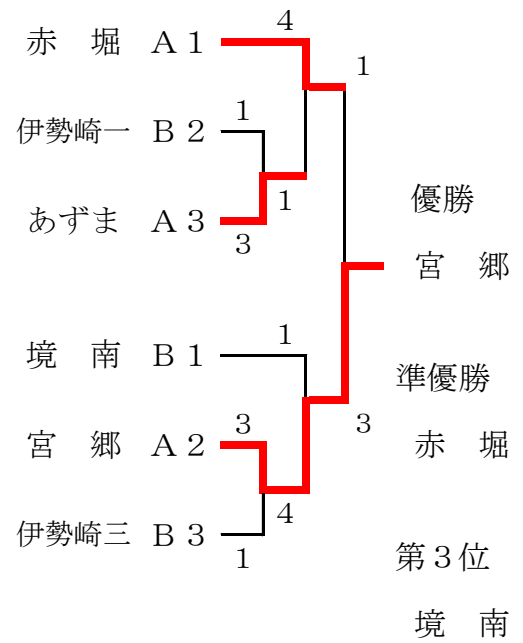 4
赤　堀　Ａ１
1
1
伊勢崎一　Ｂ２
1
優勝
あずま　Ａ３
3
宮　郷
1
境　南　Ｂ１
準優勝
3
3
宮　郷　Ａ２
赤　堀
4
伊勢崎三　Ｂ３
1
第３位
境　南